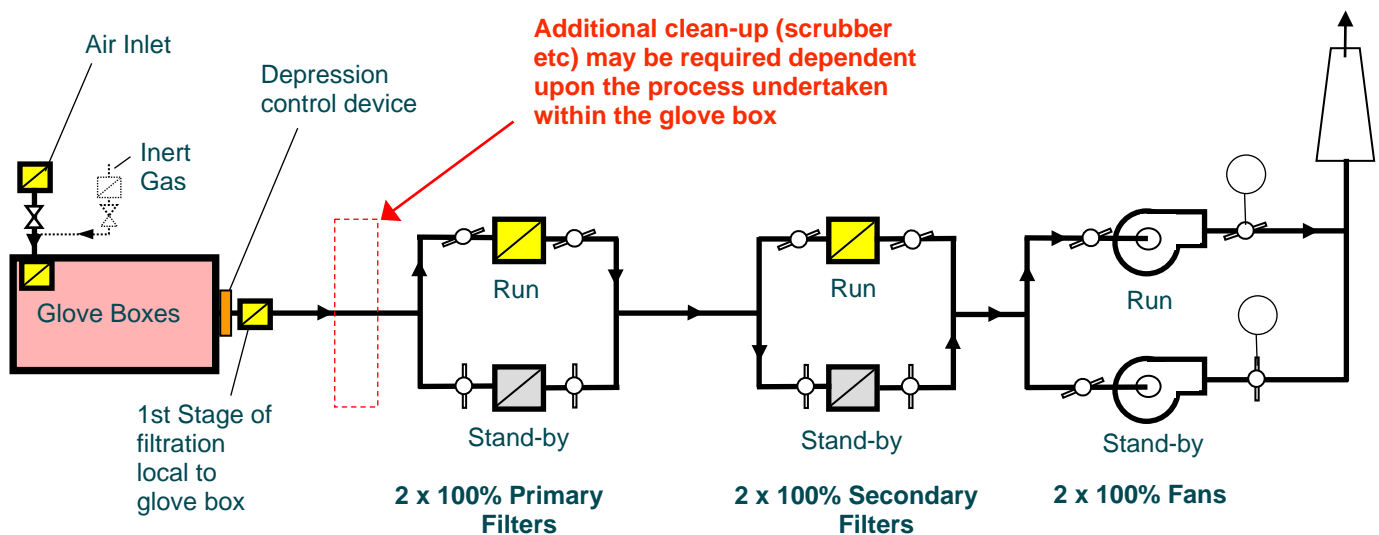 Air Inlet
Inert
Gas
Depression
control device
Additional clean-up (scrubber
etc) may be required dependent
upon the process undertaken
within the glove box
Glove Boxes
1st Stage of
filtration
local to
glove box
Run
Stand-by
2 x 100% Primary
Filters
Run
Stand-by
2 x 100% Secondary
Filters
Run
Stand-by
2 x 100% Fans